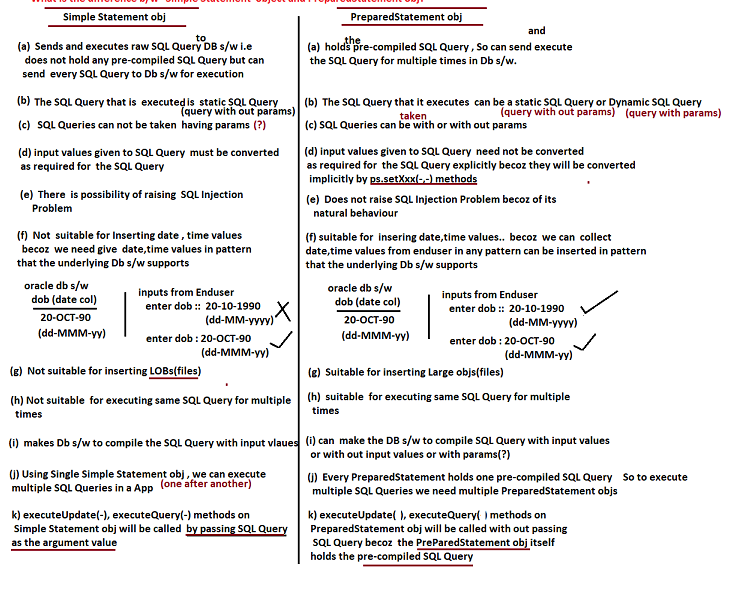 What is the difference b/w Simple Statement Object and PreparedStatement obj?
Simple Statement obj
to
(a) Sends and executes raw SQL Query DB s/w i.e
does not hold any pre-compiled SQL Query but can
send every SQL Query to Db s/w for execution
(b) The SQL Query that is executed is static SQL Query
(query with out params)
(c) SQL Queries can not be taken having params (?)
(d) input values given to SQL Query must be converted
as required for the SQL Query
(e) There is possibility of raising SQL Injection
Problem
(f) Not suitable for Inserting date , time values
becoz we need give date,time values in pattern
that the underlying Db s/w supports
oracle db s/w
dob (date col)
20-OCT-90
(dd-MMM-yy)
inputs from Enduser
enter dob :: 20-10-1990
(dd-MM-yyyy)
enter dob : 20-OCT-90
(dd-MMM-yy)
(g) Not suitable for inserting LOBs(files)
(h) Not suitable for executing same SQL Query for multiple
times
(i) makes Db s/w to compile the SQL Query with input vlaues
(j) Using Single Simple Statement obj , we can execute
multiple SQL Queries in a App (one after another)
k) executeUpdate(-), executeQuery(-) methods on
Simple Statement obj will be called by passing SQL Query
as the argument value
PreparedStatement obj
and
the
(a) holds pre-compiled SQL Query , So can send execute
the SQL Query for multiple times in Db s/w.
(b) The SQL Query that it executes can be a static SQL Query or Dynamic SQL Query
taken (query with out params) (query with params)
(c) SQL Queries can be with or with out params
(d) input values given to SQL Query need not be converted
as required for the SQL Query explicitly becoz they will be converted
implicitly by ps.setXxx(-,-) methods
(e) Does not raise SQL Injection Problem becoz of its
natural behaviour
(f) suitable for insering date,time values.. becoz we can collect
date,time values from enduser in any pattern can be inserted in pattern
that the underlying Db s/w supports
oracle db s/w
dob (date col)
20-OCT-90
(dd-MMM-yy)
inputs from Enduser
enter dob :: 20-10-1990
(dd-MM-yyyy)
enter dob : 20-OCT-90
(dd-MMM-yy)
(g) Suitable for inserting Large objs(files)
(h) suitable for executing same SQL Query for multiple
times
(i) can make the DB s/w to compile SQL Query with input values
or with out input values or with params(?)
(j) Every PreparedStatement holds one pre-compiled SQL Query So to execute
multiple SQL Queries we need multiple PreparedStatement objs
k) executeUpdate( ), executeQuery( ) methods on
PreparedStatement obj will be called with out passing
SQL Query becoz the PreParedStatement obj itself
holds the pre-compiled SQL Query